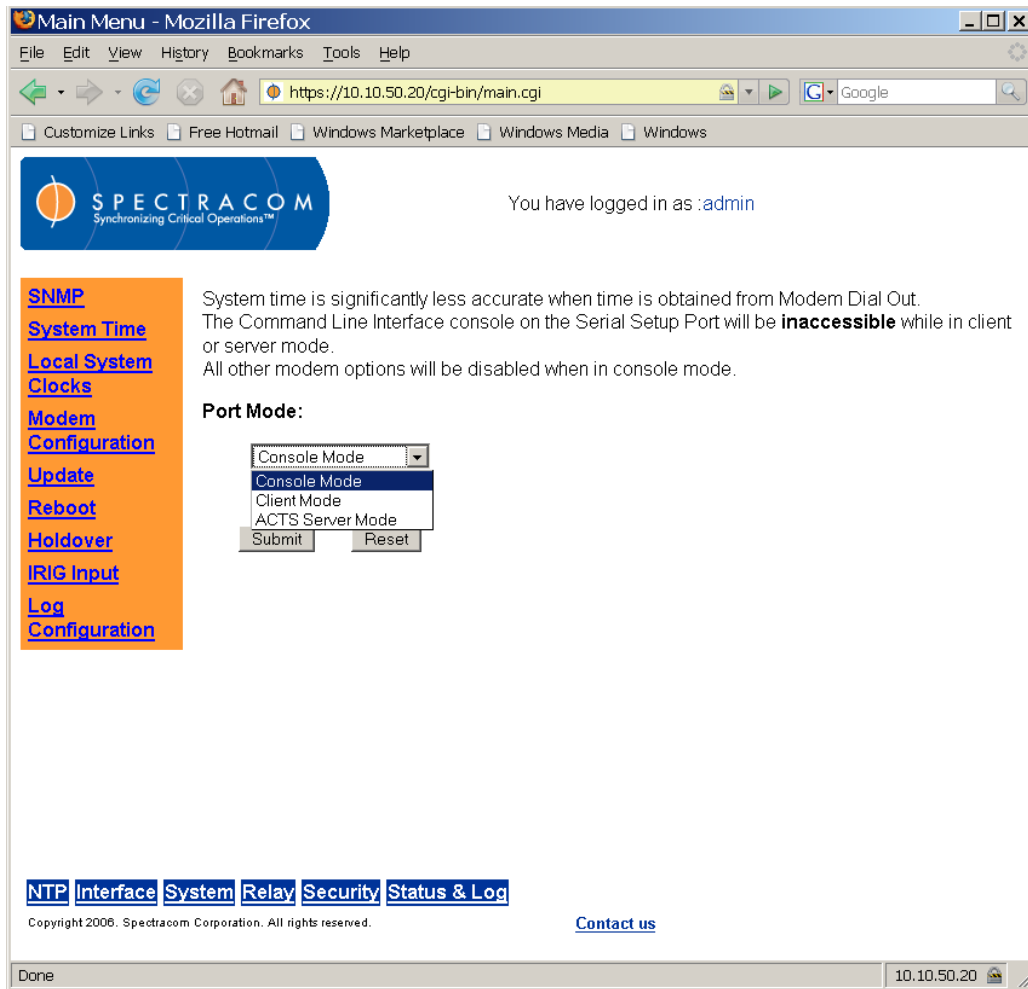 Main Menu - Mozilla Firefox
File Edit View History Bookmarks Tools Help
https://10.10.50.20/cgi-bin/main.cgi
G Google
Customize Links Free Hotmail Windows Marketplace Windows Media Windows
SPECTRACOM
Synchronizing Critical Operations™
You have logged in as :admin
SNMP
System Time
Local System
Clocks
Modem
Configuration
Update
Reboot
Holdover
IRIG Input
Log
Configuration
System time is significantly less accurate when time is obtained from Modem Dial Out.
The Command Line Interface console on the Serial Setup Port will be inaccessible while in client
or server mode.
All other modem options will be disabled when in console mode.
Port Mode:
Console Mode
Console Mode
Client Mode
ACTS Server Mode
Submit Reset
NTP Interface System Relay Security Status & Log
Copyright 2006. Spectracom Corporation. All rights reserved.
Contact us
Done
10.10.50.20